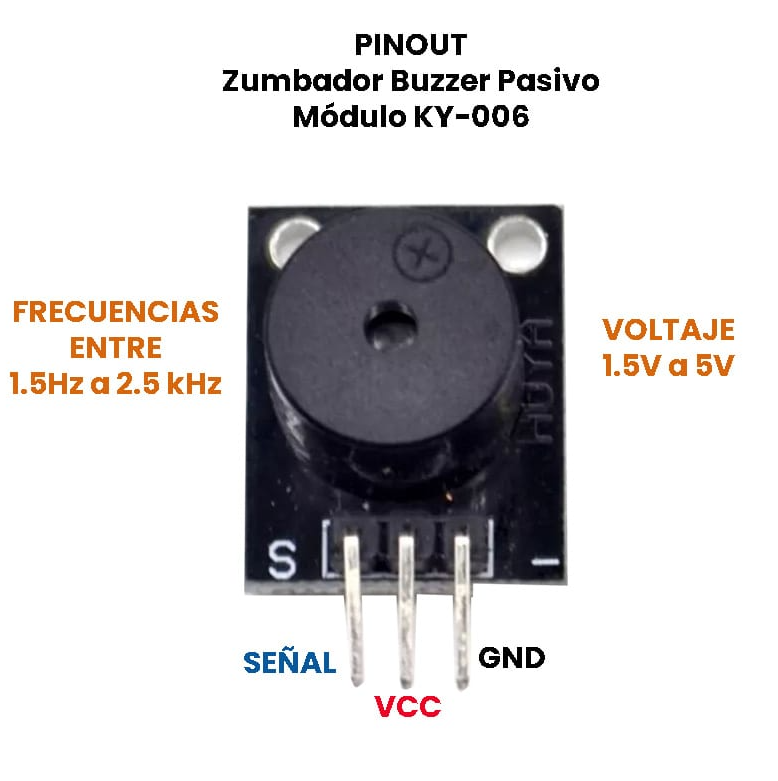 PINOUT
Zumbador Buzzer Pasivo
Módulo KY-006
FRECUENCIAS
ENTRE
1.5Hz a 2.5 kHz
VOLTAJE
1.5V a 5V
HUYA
S
-
SEÑAL
VCC
GND